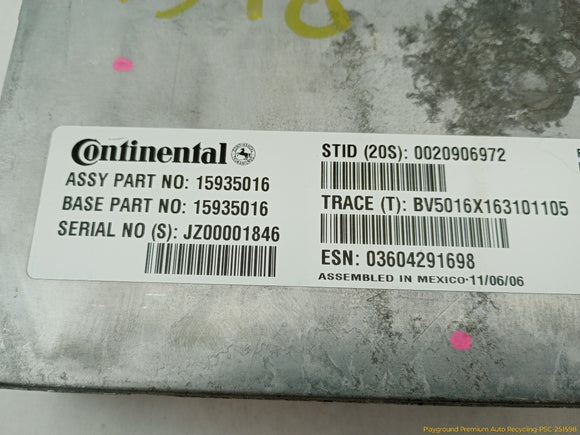 Continental
ASSY PART NO: 15935016
BASE PART NO: 15935016
SERIAL NO (S): JZ00001846
STID (20S): 0020906972
TRACE (T): BV5016X163101105
ESN: 03604291698
ASSEMBLED IN MEXICO-11/06/06
Playground Premium Auto Recycling-PSC-251598